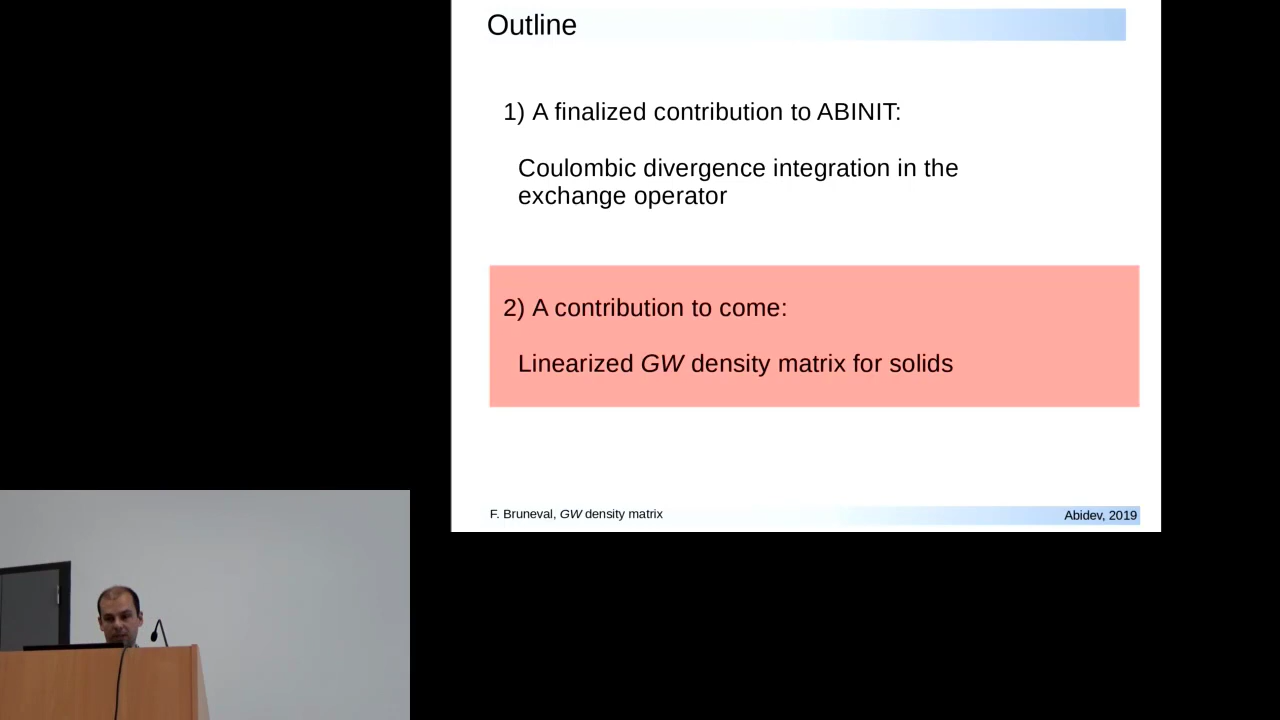 Outline
1) A finalized contribution to ABINIT:
Coulombic divergence integration in the
exchange operator
2) A contribution to come:
Linearized GW density matrix for solids
F. Bruneval, GW density matrix
Abidev, 2019